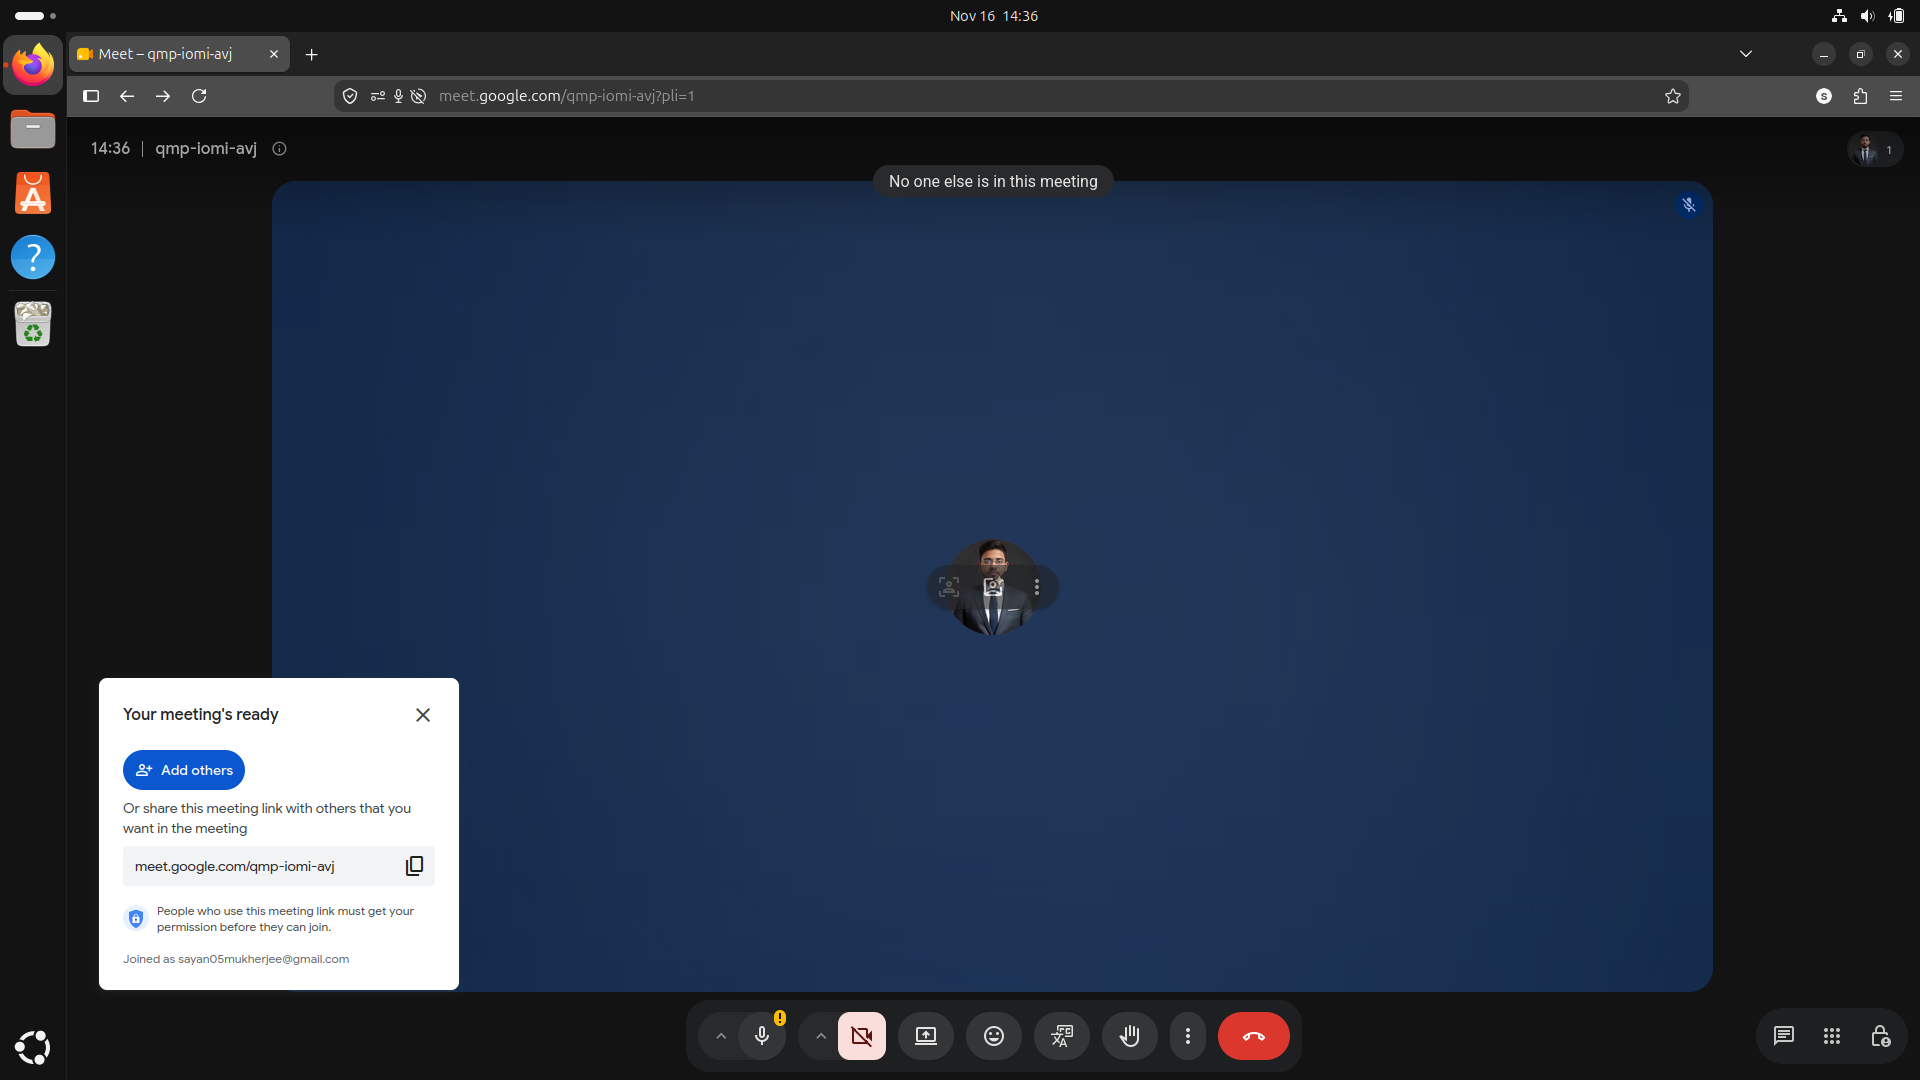 Nov 16 14:36
Meet – qmp-iomi-avj
meet.google.com/qmp-iomi-avj?pli=1
S
14:36 | qmp-iomi-avj
1
No one else is in this meeting
Your meeting's ready
Add others
Or share this meeting link with others that you
want in the meeting
meet.google.com/qmp-iomi-avj
People who use this meeting link must get your
permission before they can join.
Joined as sayan05mukherjee@gmail.com